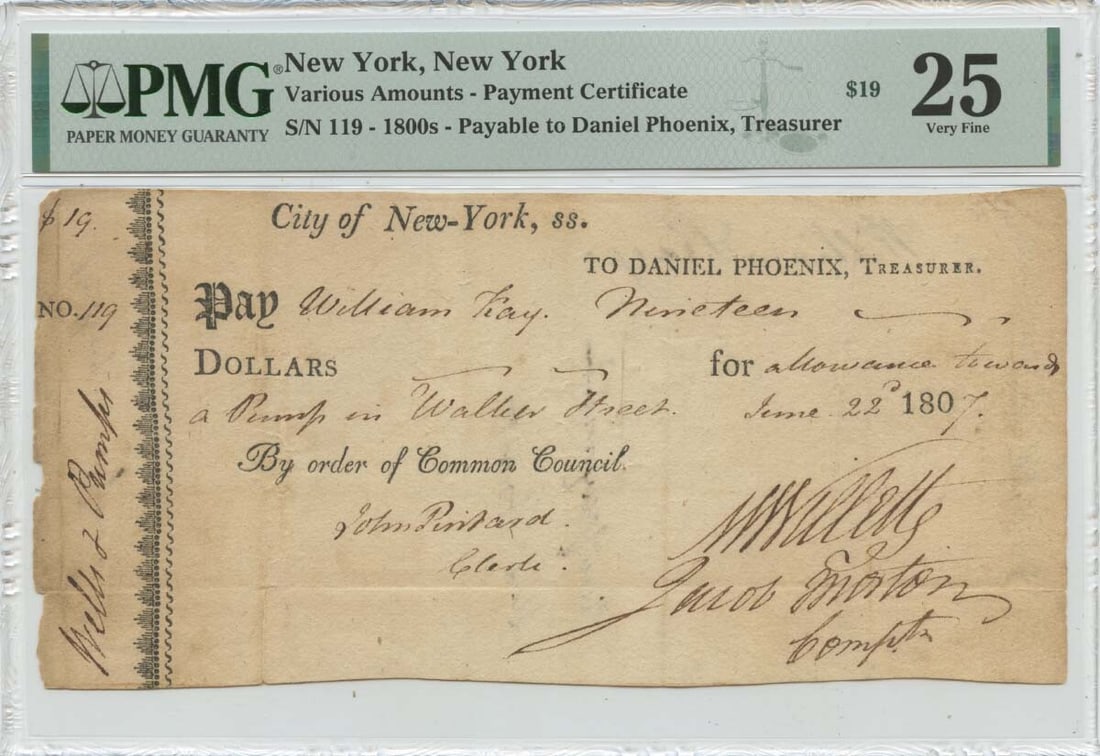 PMG®
PAPER MONEY GUARANTY
New York, New York
Various Amounts - Payment Certificate
S/N 119 - 1800s - Payable to Daniel Phoenix, Treasurer
$19
25
Very Fine
$19.
NO. 119
Wells & Pumps
City of New-York, ss.
TO DANIEL PHOENIX, TREASURER.
Pay William Kay. Nineteen
DOLLARS for allowance towards
a Pump in Walker Street. June 22d 1807.
By order of Common Council.
John Pintard.
Clerk.
M Willett
Jacob Morton
Compt